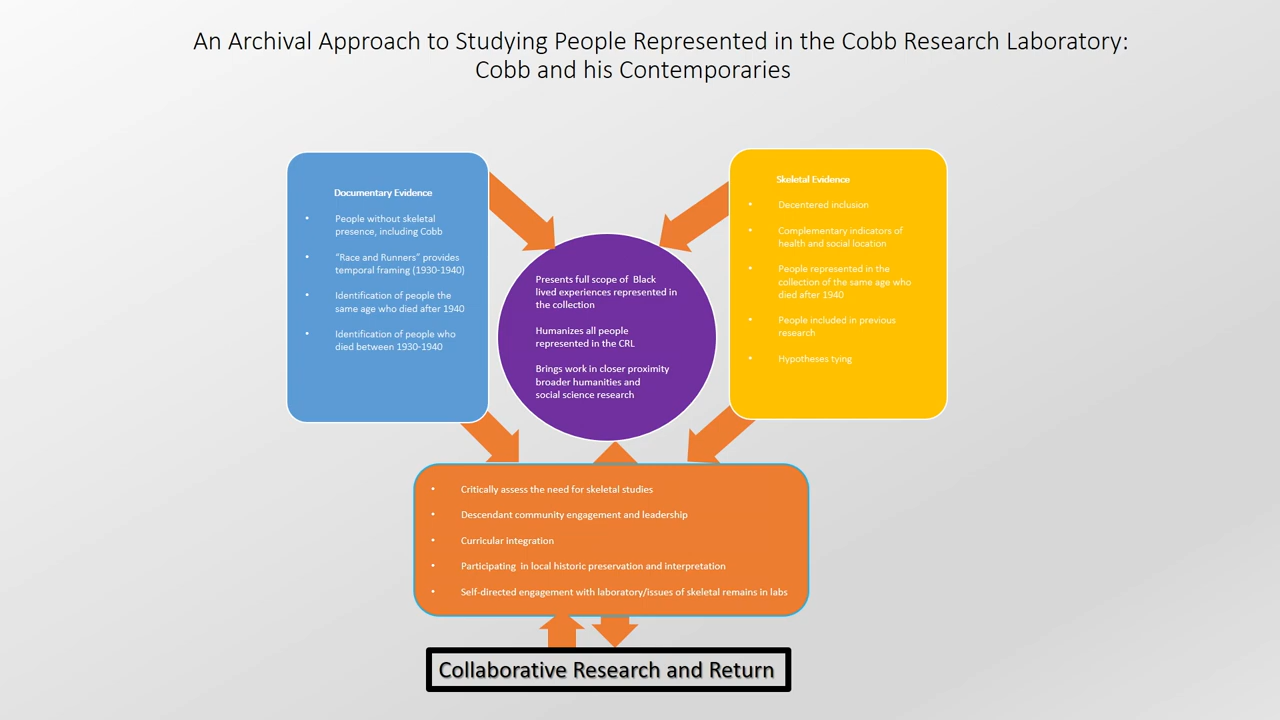 An Archival Approach to Studying People Represented in the Cobb Research Laboratory:
Cobb and his Contemporaries
Documentary Evidence
• People without skeletal
presence, including Cobb
• “Race and Runners” provides
temporal framing (1930-1940)
• Identification of people the
same age who died after 1940
• Identification of people who
died between 1930-1940
Skeletal Evidence
• Decentered inclusion
• Complementary indicators of
health and social location
• People represented in the
collection of the same age who
died after 1940
• People included in previous
research
• Hypotheses tying
Presents full scope of Black
lived experiences represented in
the collection
Humanizes all people
represented in the CRL
Brings work in closer proximity
broader humanities and
social science research
• Critically assess the need for skeletal studies
• Descendant community engagement and leadership
• Curricular integration
• Participating in local historic preservation and interpretation
• Self-directed engagement with laboratory/issues of skeletal remains in labs
Collaborative Research and Return